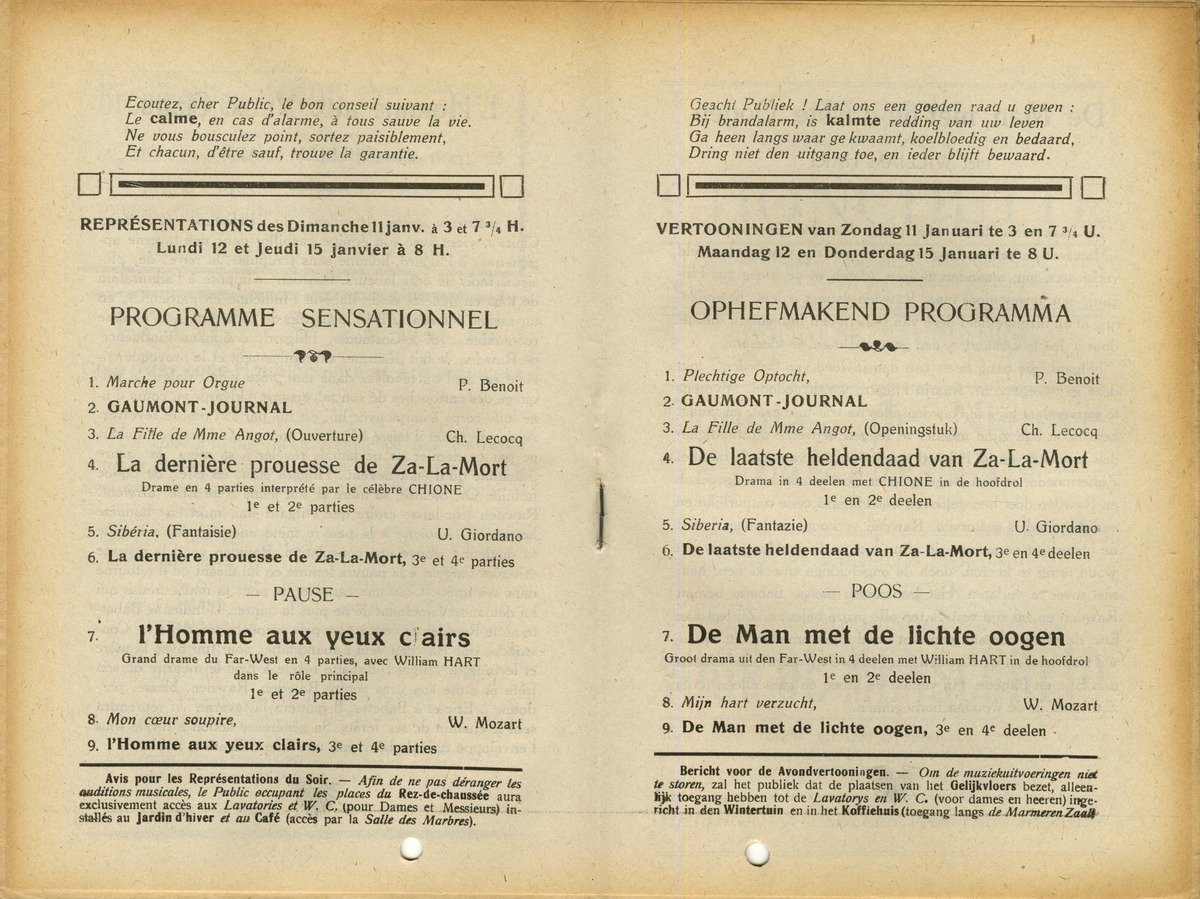 Ecoutez, cher Public, le bon conseil suivant :
Le calme, en cas d'alarme, à tous sauve la vie.
Ne vous bousculez point, sortez paisiblement,
Et chacun, d'être sauf, trouve la garantie.
REPRÉSENTATIONS des Dimanche 11 janv. à 3 et 7 3/4 H.
Lundi 12 et Jeudi 15 janvier à 8 H.
PROGRAMME SENSATIONNEL
1. Marche pour Orgue P. Benoit
2. GAUMONT-JOURNAL
3. La Fille de Mme Angot, (Ouverture) Ch. Lecocq
4. La dernière prouesse de Za-La-Mort
Drame en 4 parties interprété par le célèbre CHIONE
1e et 2e parties
5. Sibéria, (Fantaisie) U. Giordano
6. La dernière prouesse de Za-La-Mort, 3e et 4e parties
— PAUSE —
7. l'Homme aux yeux clairs
Grand drame du Far-West en 4 parties, avec William HART
dans le rôle principal
1e et 2e parties
8. Mon cœur soupire, W. Mozart
9. l'Homme aux yeux clairs, 3e et 4e parties
Avis pour les Représentations du Soir. — Afin de ne pas déranger les
auditions musicales, le Public occupant les places du Rez-de-chaussée aura
exclusivement accès aux Lavatories et W. C, (pour Dames et Messieurs) in-
stallés au Jardin d'hiver et au Café (accès par la Salle des Marbres).
Geacht Publiek ! Laat ons een goeden raad u geven :
Bij brandalarm, is kalmte redding van uw leven
Ga heen langs waar ge kwaamt, koelbloedig en bedaard,
Dring niet den uitgang toe, en ieder blijft bewaard.
VERTOONINGEN van Zondag 11 Januari te 3 en 7 3/4 U.
Maandag 12 en Donderdag 15 Januari te 8 U.
OPHEFMAKEND PROGRAMMA
1. Plechtige Optocht, P. Benoit
2. GAUMONT-JOURNAL
3. La Fille de Mme Angot, (Openingstuk) Ch. Lecocq
4. De laatste heldendaad van Za-La-Mort
Drama in 4 deelen met CHIONE in de hoofdrol
1e en 2e deelen
5. Siberia, (Fantazie) U. Giordano
6. De laatste heldendaad van Za-La-Mort, 3e en 4e deelen
— POOS —
7. De Man met de lichte oogen
Groot drama uit den Far-West in 4 deelen met William HART in de hoofdrol
1e en 2e deelen
8. Mijn hart verzucht, W. Mozart
9. De Man met de lichte oogen, 3e en 4e deelen
Bericht voor de Avondvertooningen. — Om de muziekuitvoeringen niet
te storen, zal het publiek dat de plaatsen van het Gelijkvloers bezet, alleen-
lijk toegang hebben tot de Lavatorys en W. C. (voor dames en heeren) inge-
richt in den Wintertuin en in het Koffiehuis (toegang langs de Marmeren Zaal)